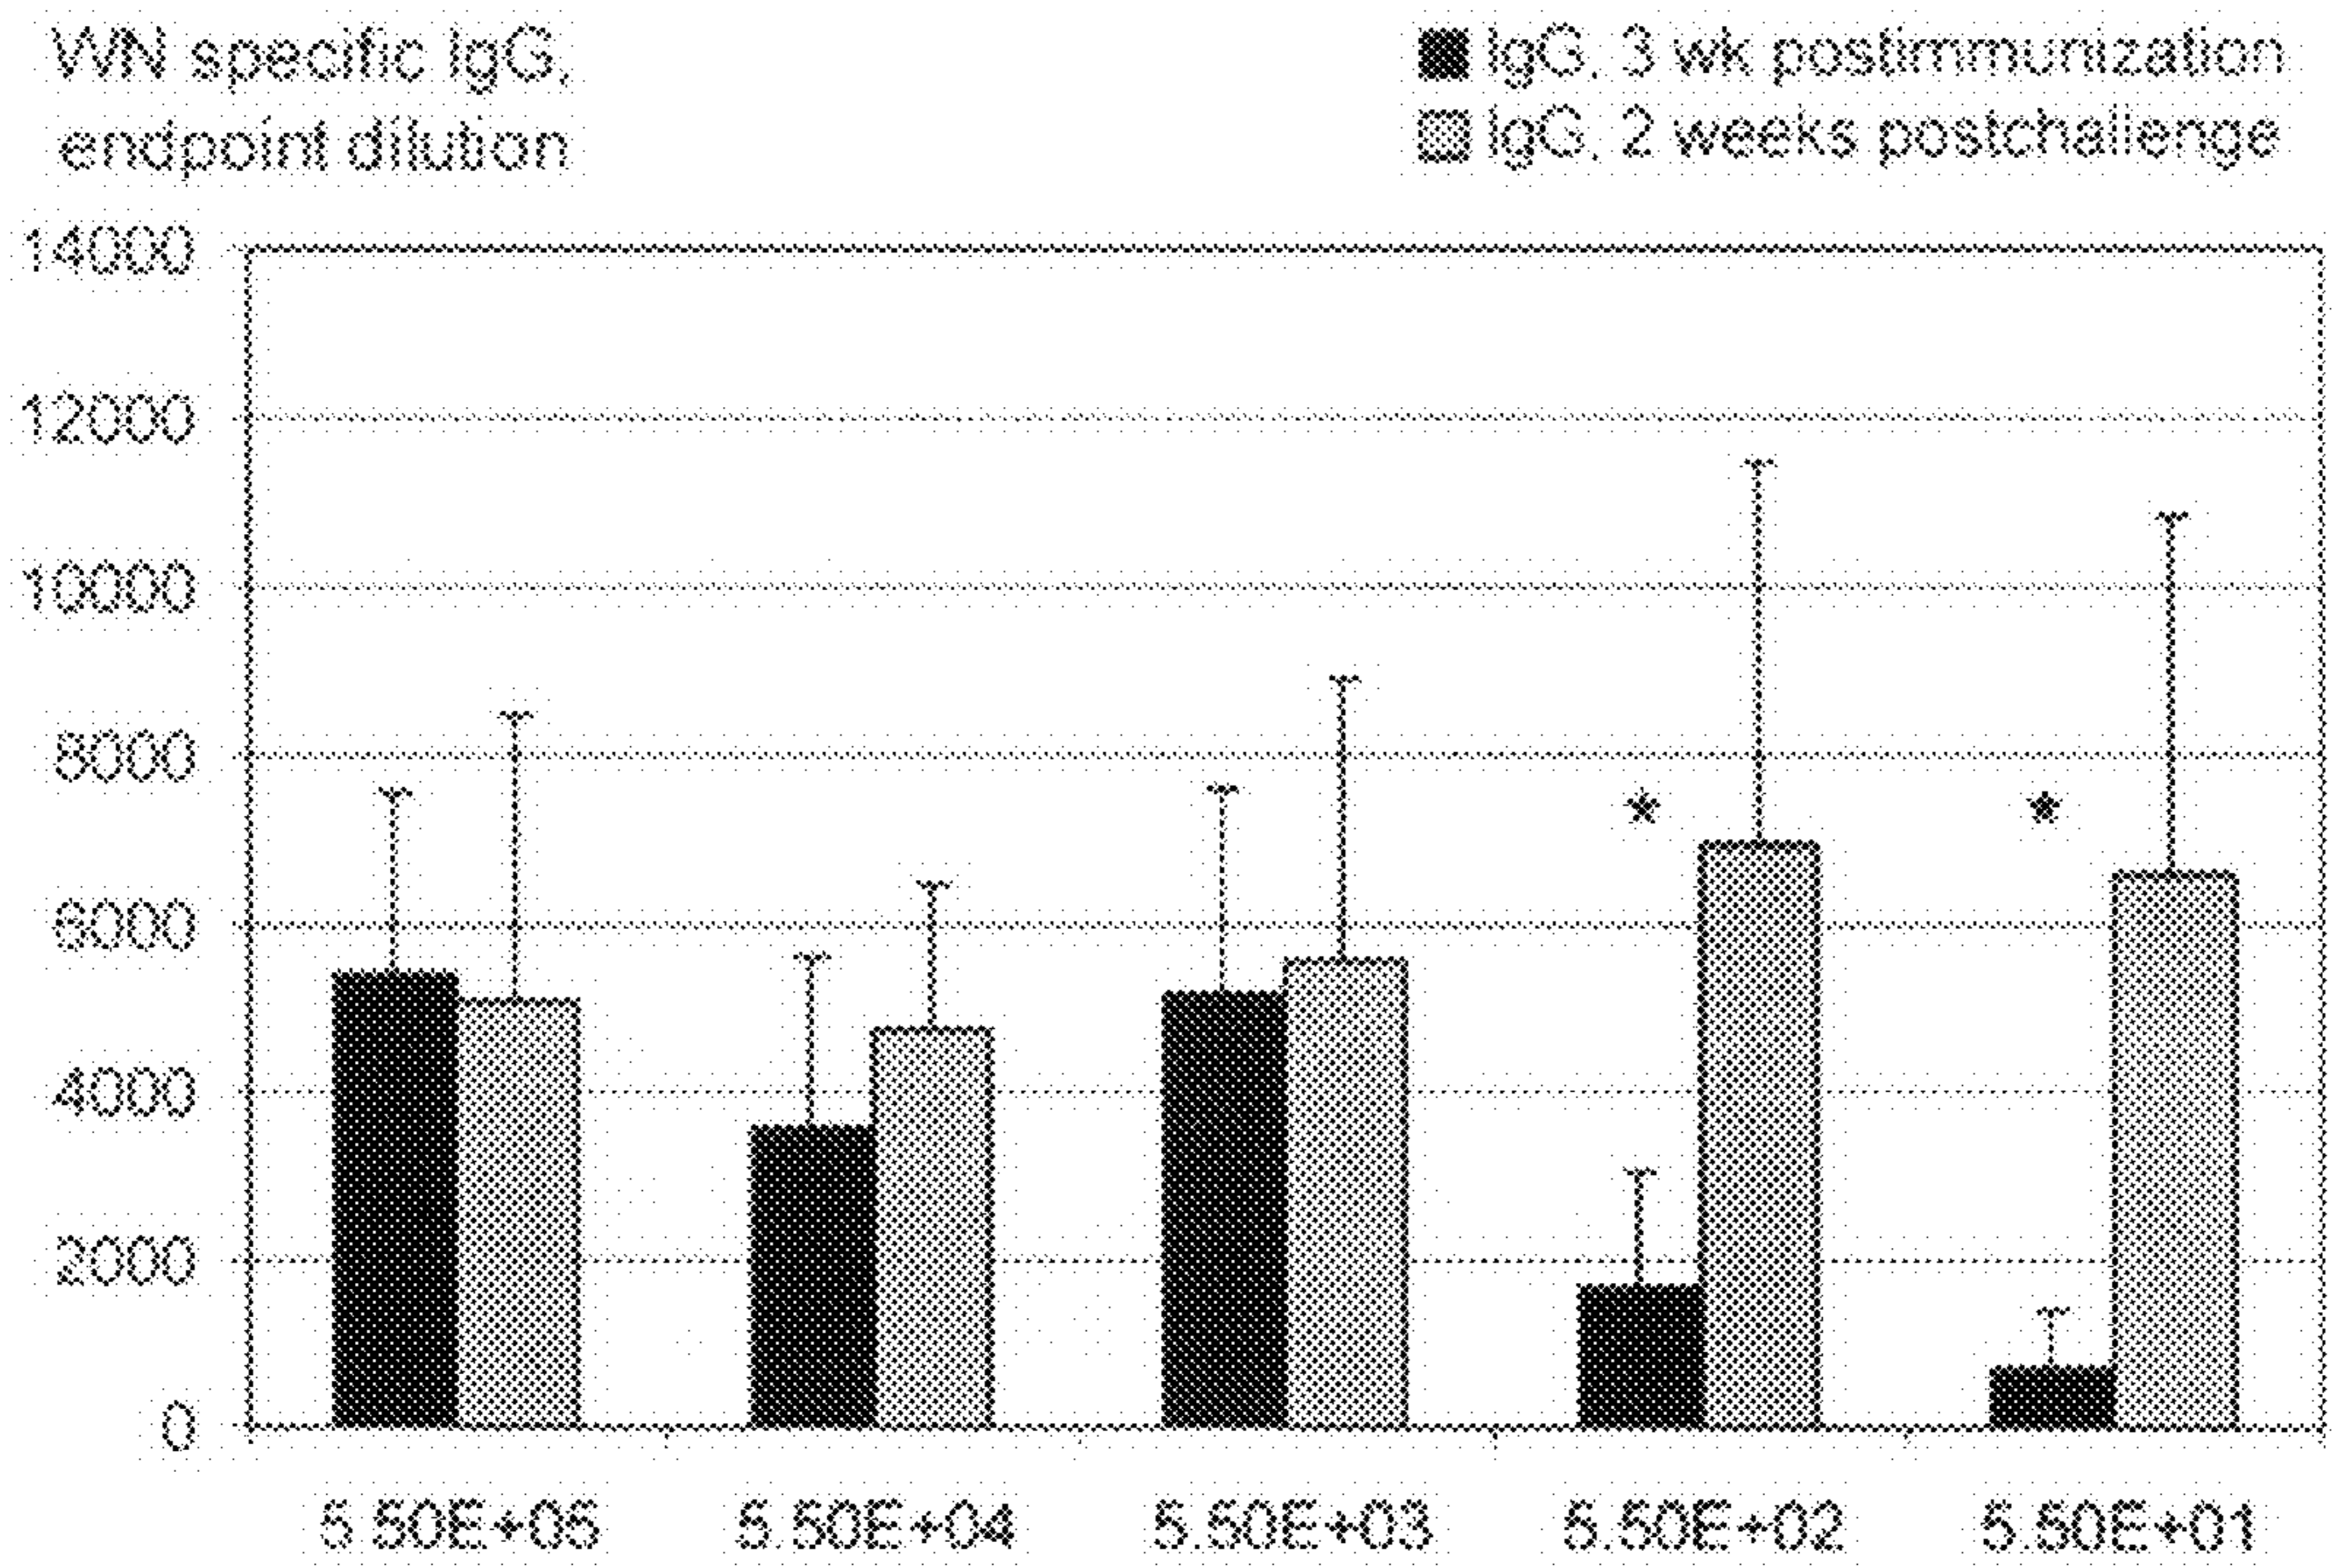 WN specific IgG,
endpoint dilution
IgG, 3 wk postimmunization
IgG, 2 weeks postchallenge
14000
12000
10000
8000
6000
4000
2000
0
*
*
5.50E+05 5.50E+04 5.50E+03 5.50E+02 5.50E+01